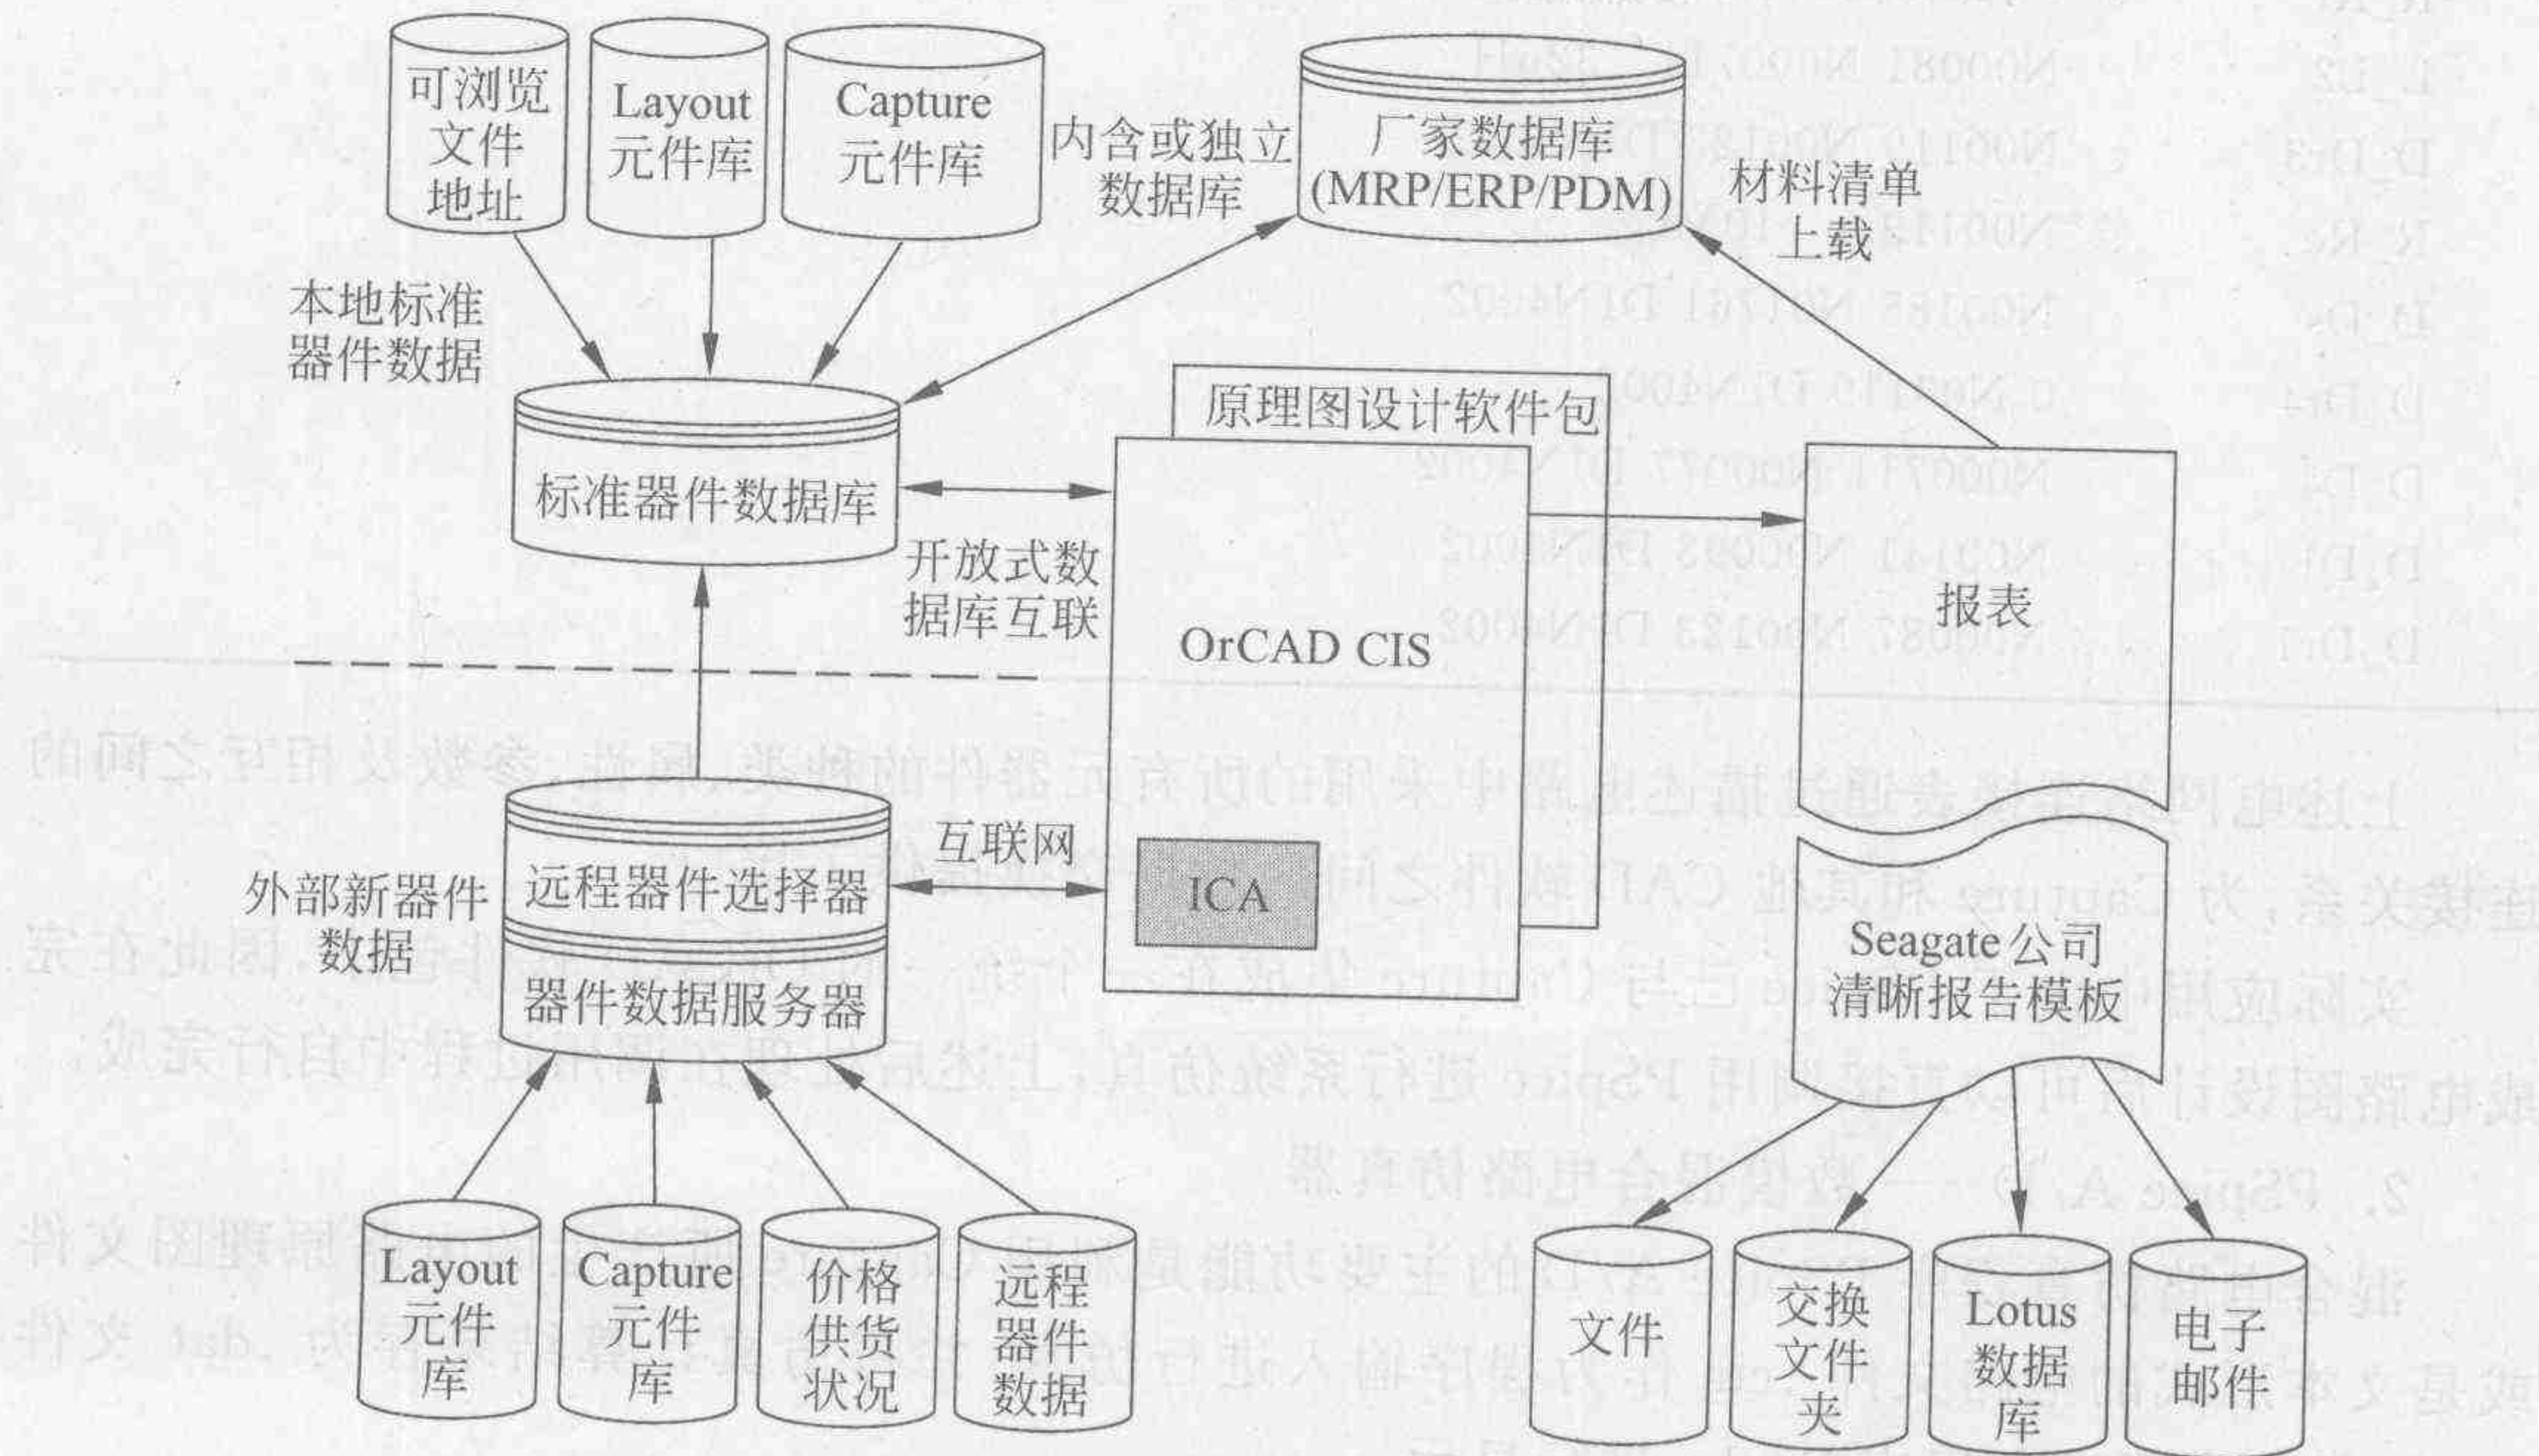 可浏览
文件
地址
Layout
元件库
Capture
元件库
内含或独立
数据库
厂家数据库
(MRP/ERP/PDM)
材料清单
上载
本地标准
器件数据
标准器件数据库
原理图设计软件包
开放式数
据库互联
OrCAD CIS
报表
互联网
ICA
外部新器件
数据
远程器件选择器
器件数据服务器
Seagate公司
清晰报告模板
Layout
元件
库
Capture
元件
库
价格
供货
状况
远程
器件
数据
文件
交换
文件
夹
Lotus
数据
库
电子
邮件